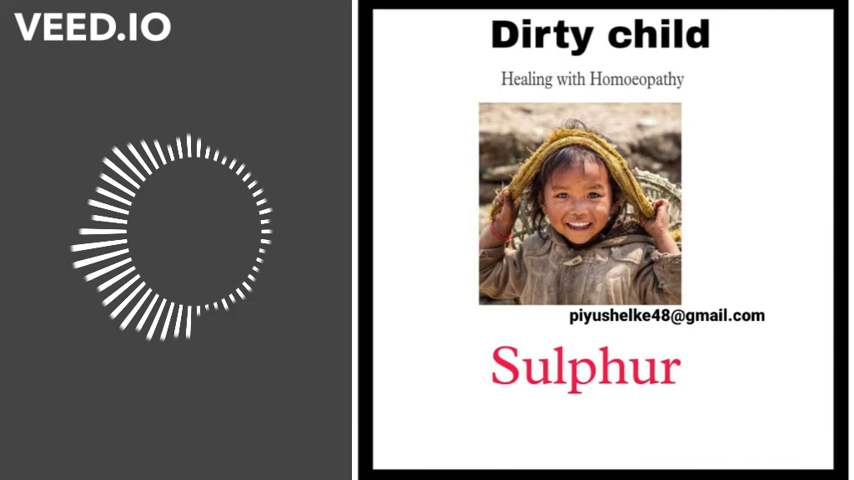 VEED.IO
Dirty child
Healing with Homoeopathy
piyushelke48@gmail.com
Sulphur